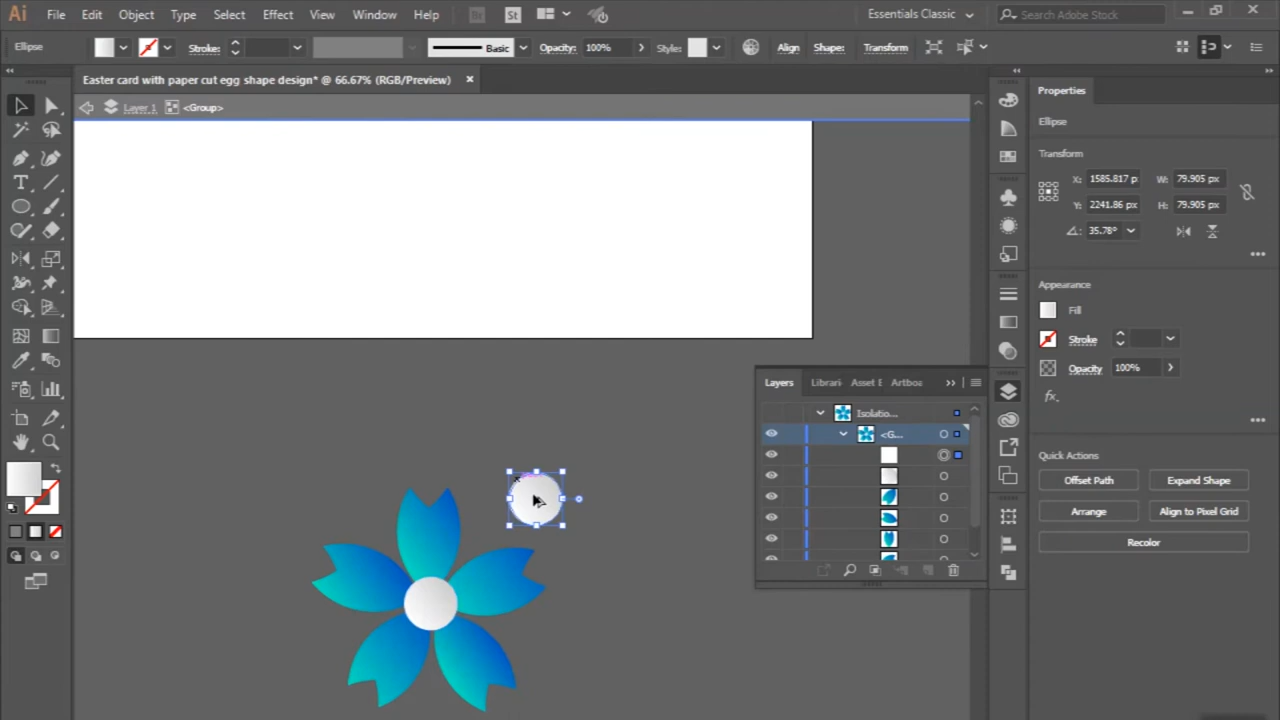 Ai File Edit Object Type Select Effect View Window Help Br St Essentials Classic Search Adobe Stock
Ellipse Stroke: Basic Opacity: 100% Style: Align Shape: Transform
Easter card with paper cut egg shape design* @ 66.67% (RGB/Preview)
Layer 1 <Group>
Properties
Ellipse
Transform
X: 1585.817 p W: 79.905 px
Y: 2241.86 px H: 79.905 px
35.78°
Appearance
Fill
Stroke
Opacity 100%
fx.
Quick Actions
Offset Path Expand Shape
Arrange Align to Pixel Grid
Recolor
Layers Librari Asset E Artboa
Isolatio...
<G...